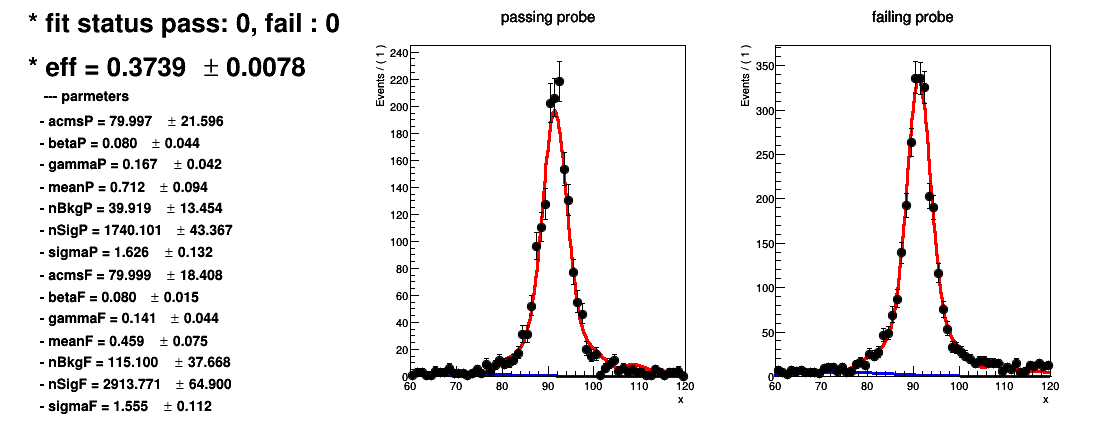 * fit status pass: 0, fail : 0
* eff = 0.3739 ± 0.0078
--- parmeters
- acmsP = 79.997 ± 21.596
- betaP = 0.080 ± 0.044
- gammaP = 0.167 ± 0.042
- meanP = 0.712 ± 0.094
- nBkgP = 39.919 ± 13.454
- nSigP = 1740.101 ± 43.367
- sigmaP = 1.626 ± 0.132
- acmsF = 79.999 ± 18.408
- betaF = 0.080 ± 0.015
- gammaF = 0.141 ± 0.044
- meanF = 0.459 ± 0.075
- nBkgF = 115.100 ± 37.668
- nSigF = 2913.771 ± 64.900
- sigmaF = 1.555 ± 0.112
passing probe
Events / ( 1 )
240
220
200
180
160
140
120
100
80
60
40
20
0
60 70 80 90 100 110 120
x
failing probe
Events / ( 1 )
350
300
250
200
150
100
50
0
60 70 80 90 100 110 120
x